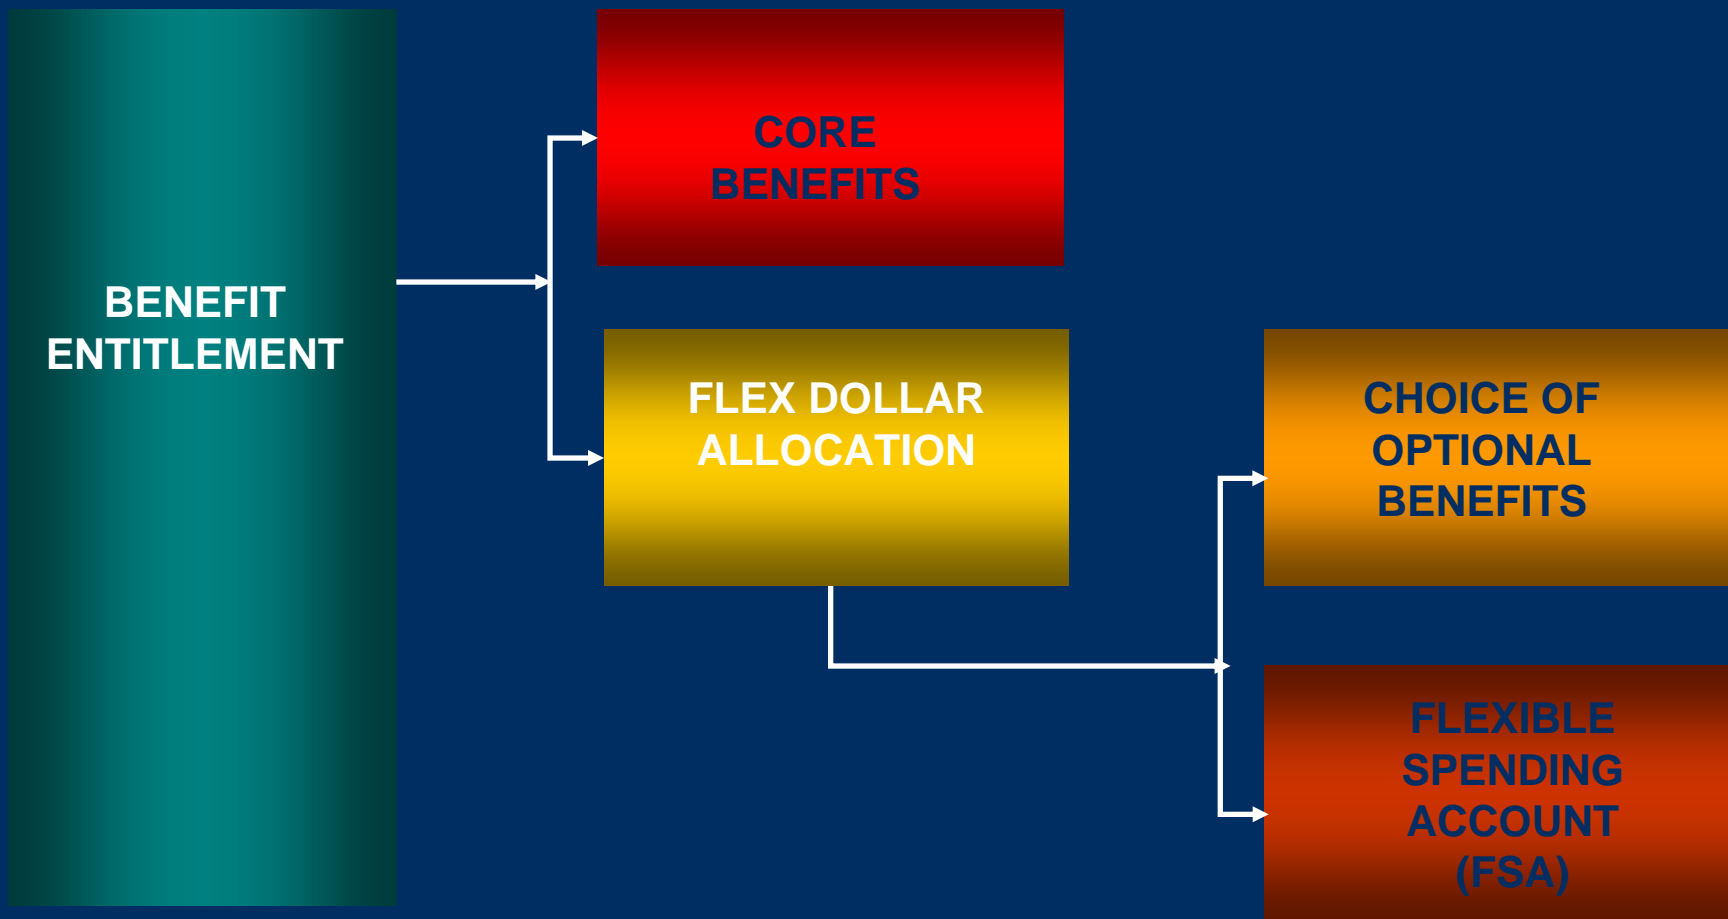 BENEFIT
ENTITLEMENT
CORE
BENEFITS
FLEX DOLLAR
ALLOCATION
CHOICE OF
OPTIONAL
BENEFITS
FLEXIBLE
SPENDING
ACCOUNT
(FSA)